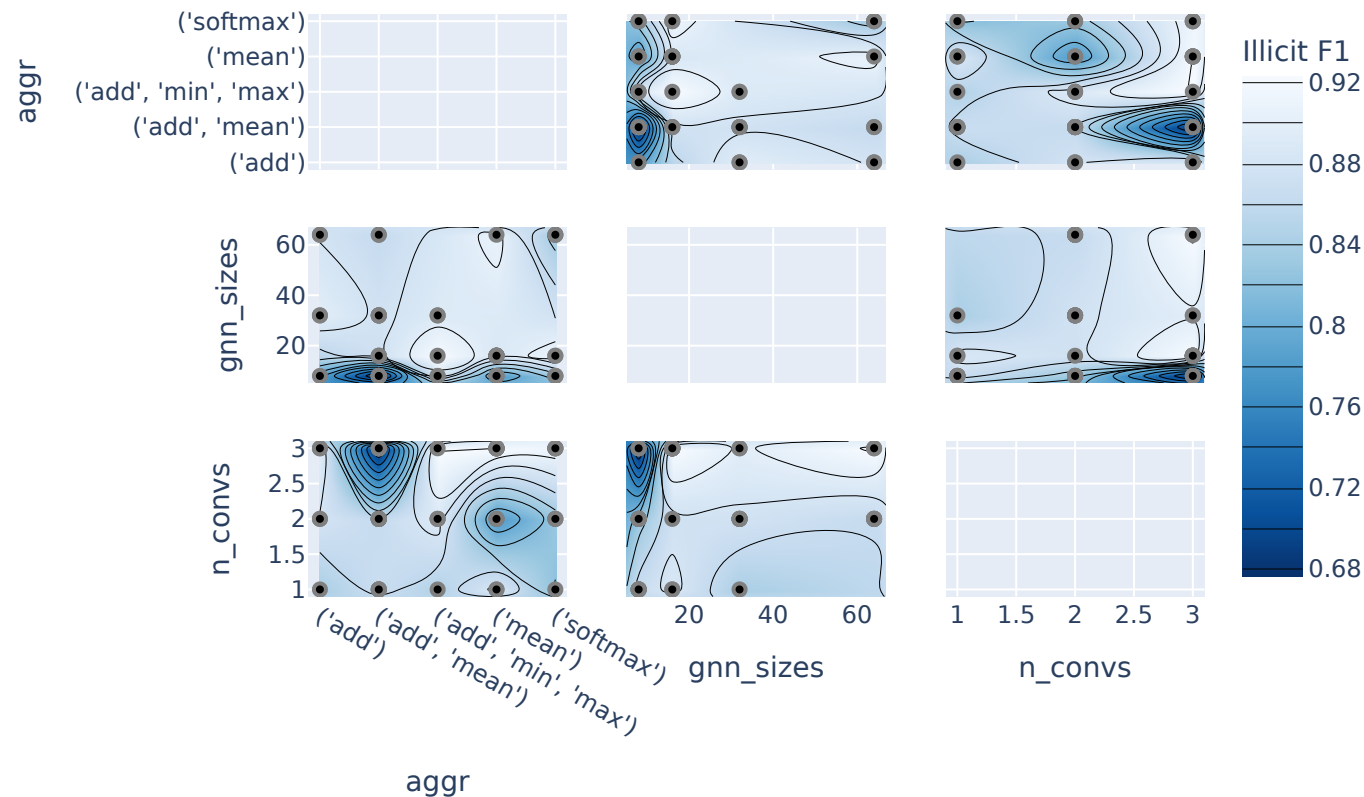 Illicit F1
('softmax')
('mean')
('add', 'min', 'max')
('add', 'mean')
('add')
aggr
0.92
0.88
0.84
0.8
0.76
0.72
0.68
60
40
20
gnn_sizes
3
2.5
2
1.5
1
n_convs
('add')
('add', 'mean')
('add', 'min', 'max')
('mean')
('softmax')
20 40 60
1 1.5 2 2.5 3
gnn_sizes
n_convs
aggr